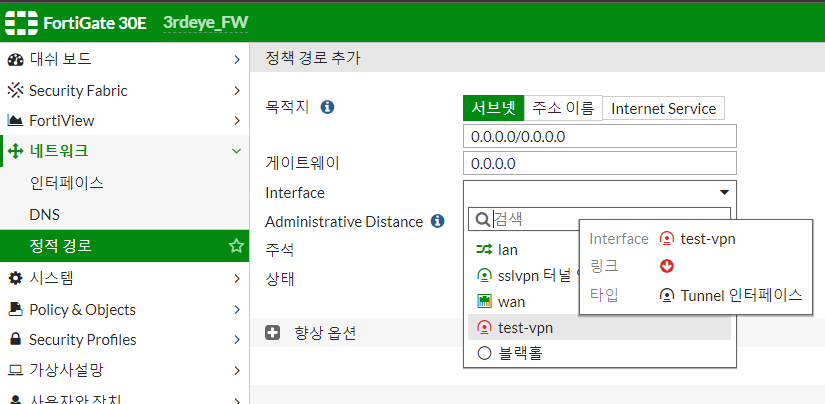 FortiGate 30E 3rdeye_FW
대쉬 보드
Security Fabric
FortiView
네트워크
인터페이스
DNS
정적 경로
시스템
Policy & Objects
Security Profiles
가상사설망
사용자와 장치
정책 경로 추가
목적지 서브넷 주소 이름 Internet Service
0.0.0.0/0.0.0.0
게이트웨이 0.0.0.0
Interface
Administrative Distance
주석
상태
검색
lan
sslvpn 터널
wan
test-vpn
블랙홀
Interface test-vpn
링크
타입 Tunnel 인터페이스
향상 옵션